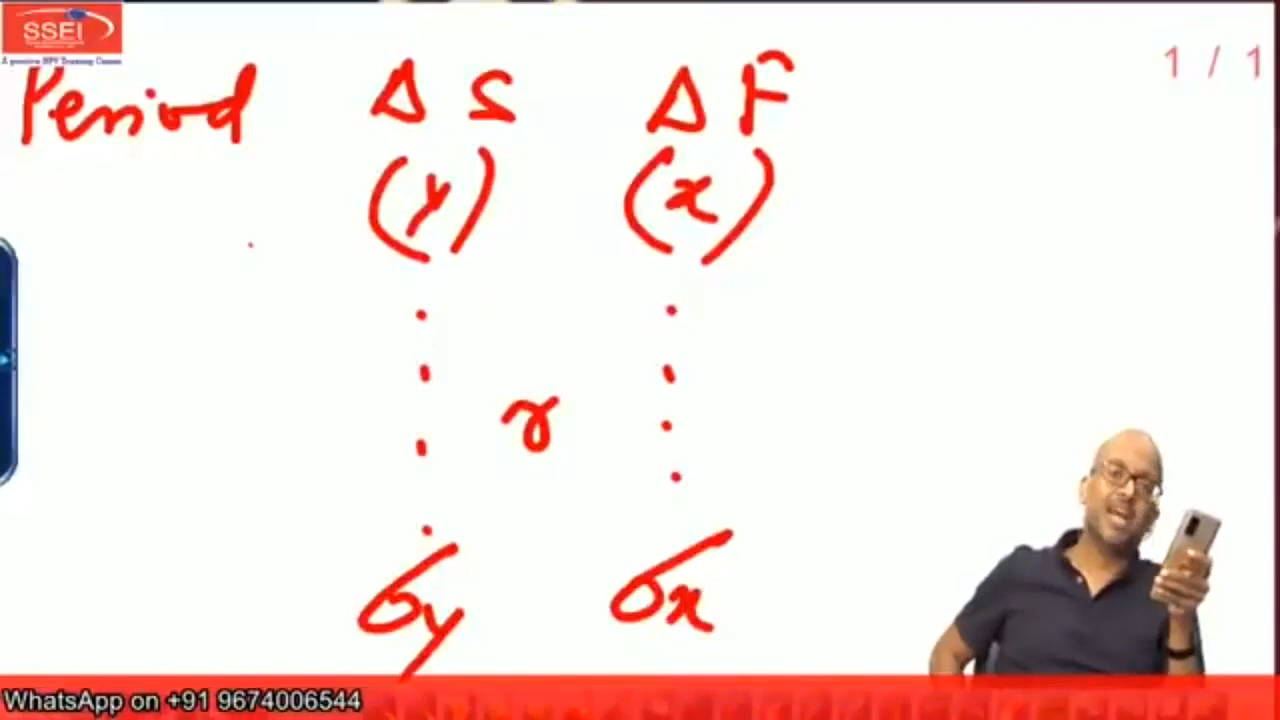 SSEI
1 / 1
Period ΔS ΔF
(y) (x)
r
σy σx
WhatsApp on +91 9674006544